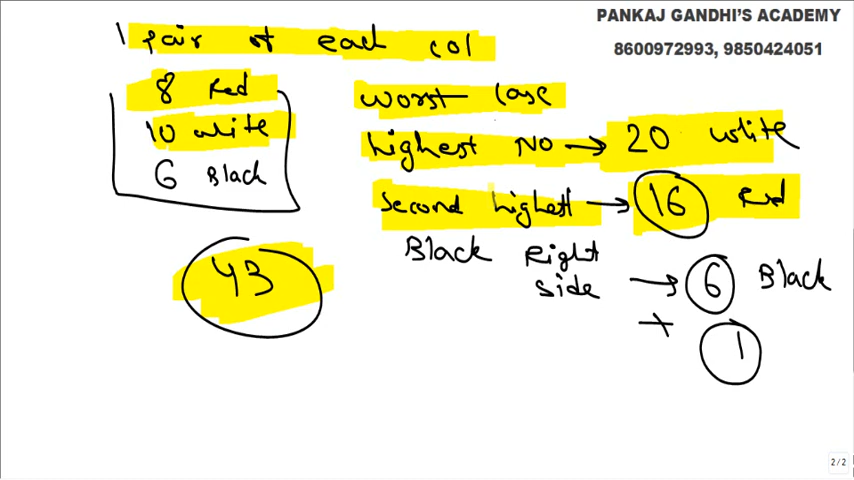 PANKAJ GANDHI'S ACADEMY
8600972993, 9850424051
1 pair of each col
8 Red
10 white
6 Black
43
worst case
highest No → 20 white
second highest → 16 Red
Black Right
side → 6 Black
+ 1
2/2